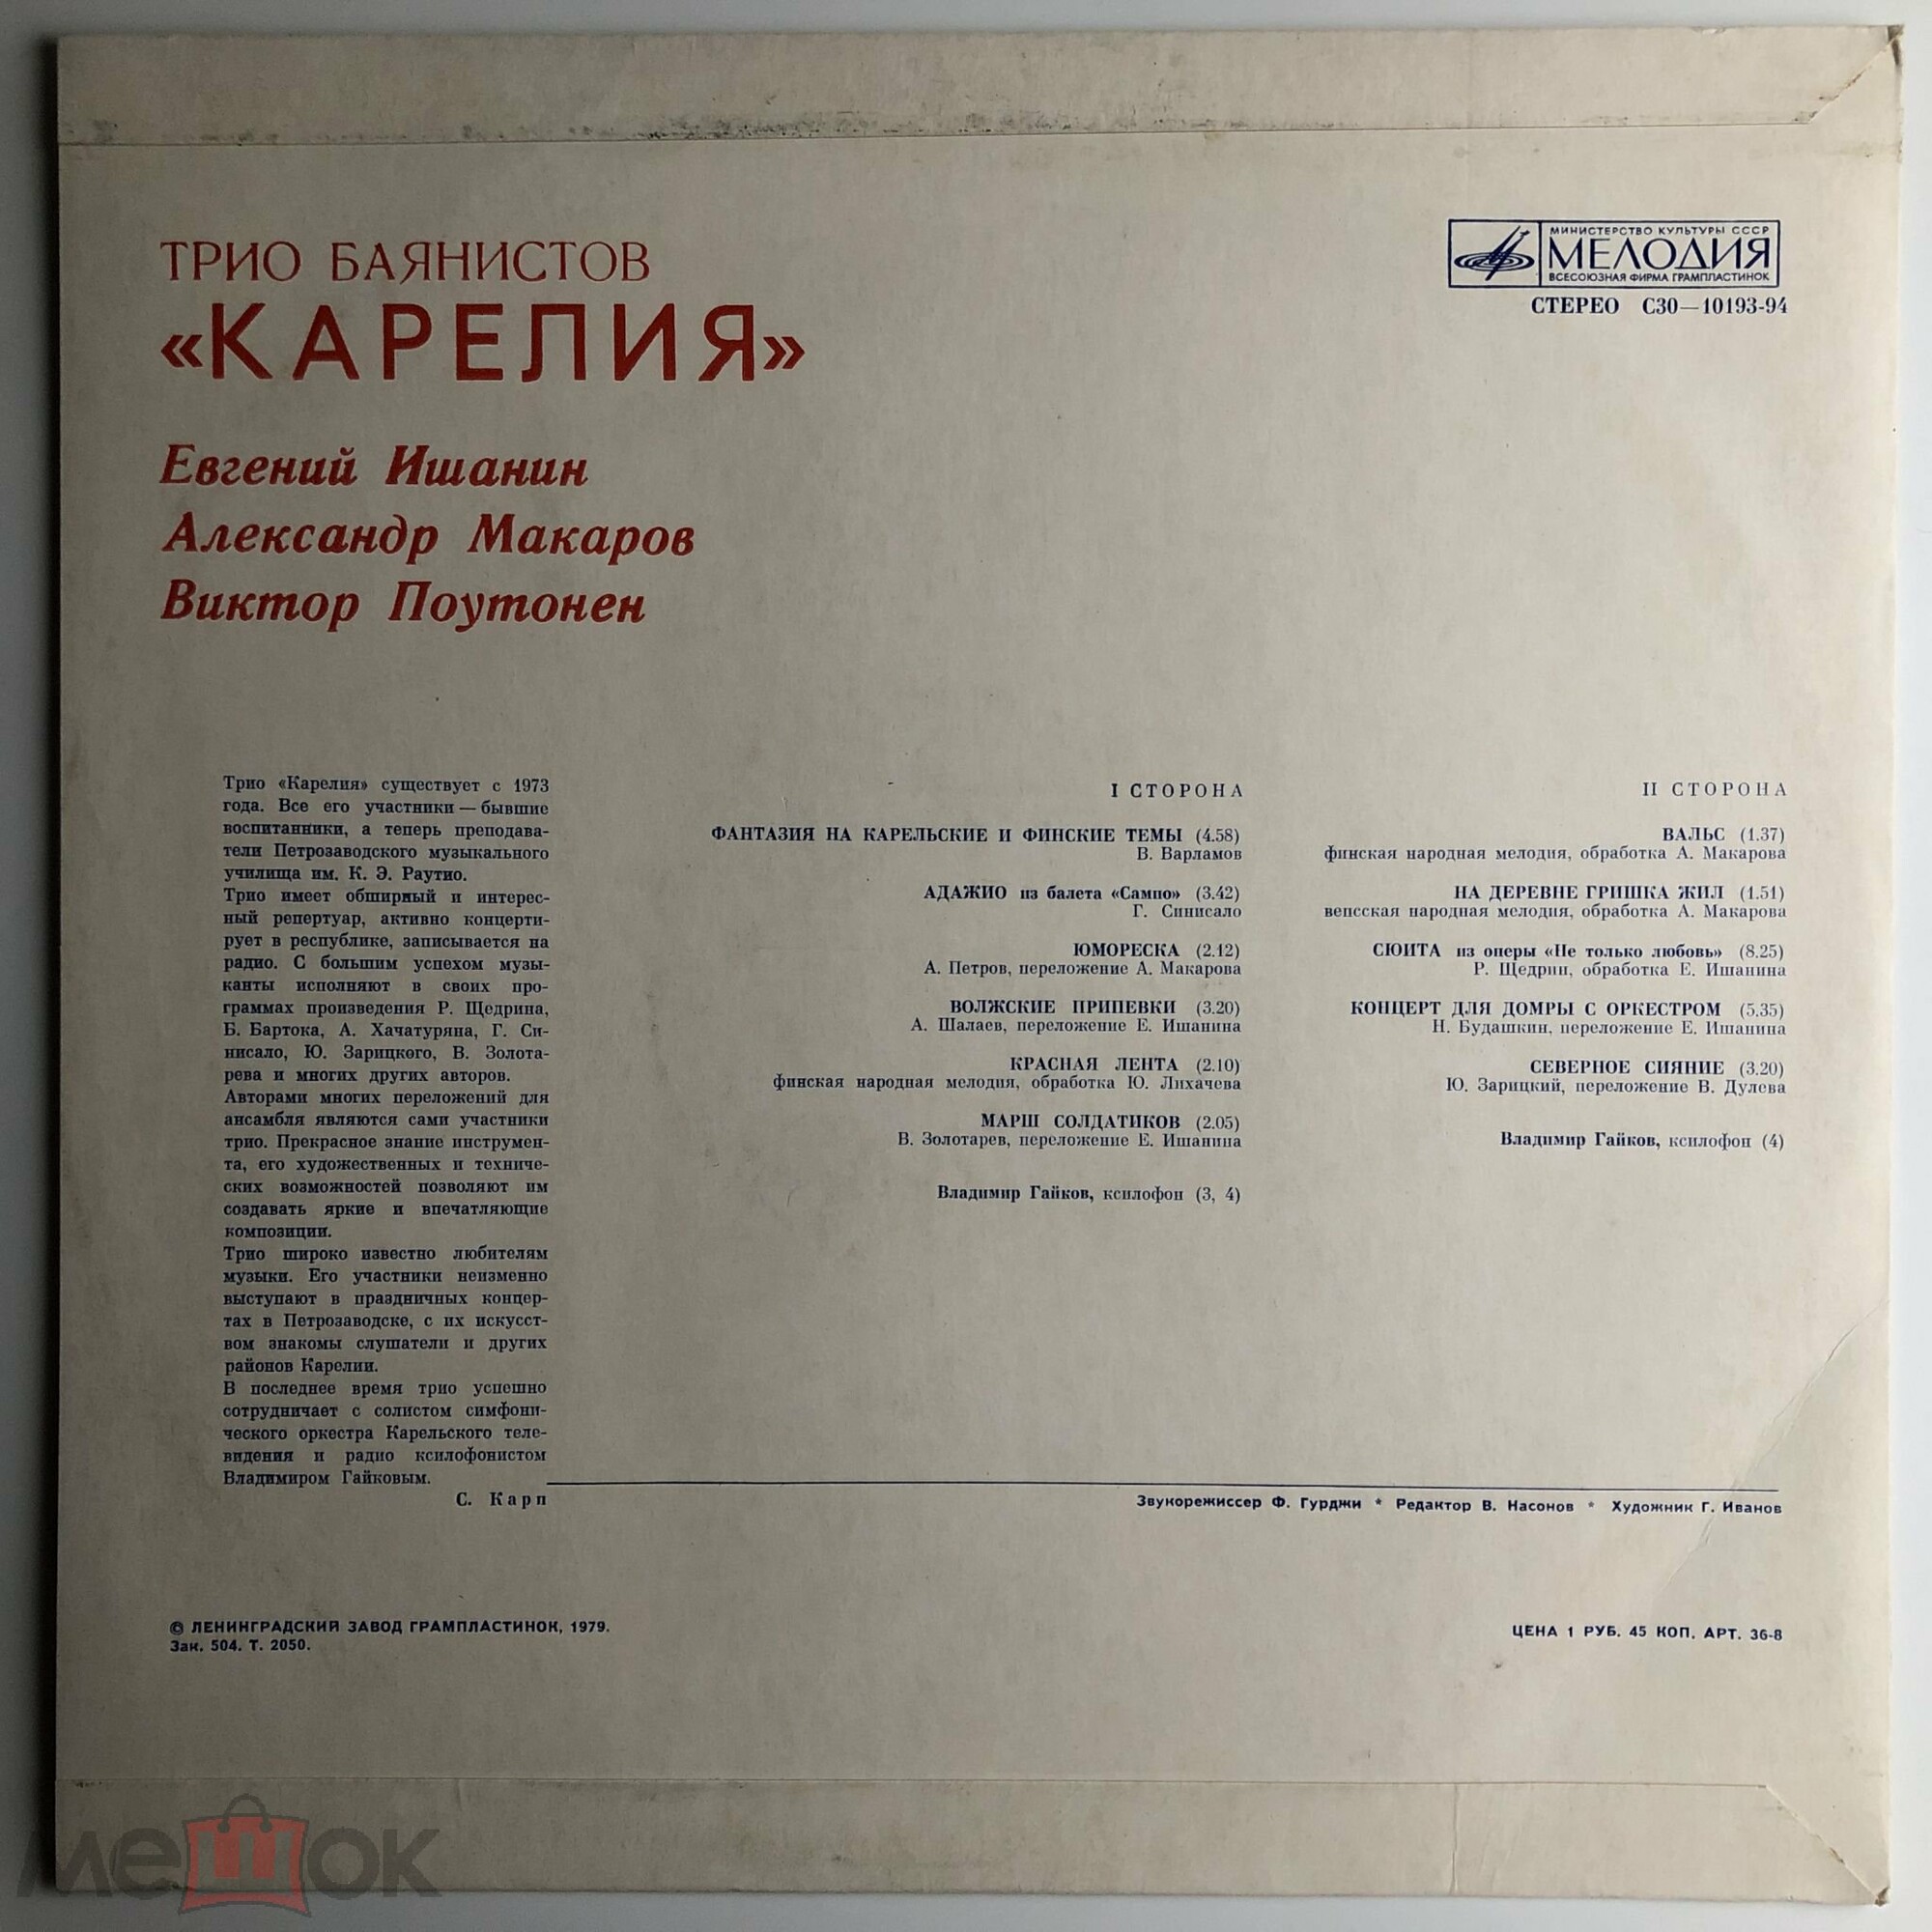 ТРИО БАЯНИСТОВ
«КАРЕЛИЯ»
Евгений Ишанин
Александр Макаров
Виктор Поутонен
МИНИСТЕРСТВО КУЛЬТУРЫ СССР
МЕЛОДИЯ
ВСЕСОЮЗНАЯ ФИРМА ГРАМПЛАСТИНОК
СТЕРЕО С30—10193-94
Трио «Карелия» существует с 1973
года. Все его участники — бывшие
воспитанники, а теперь преподава-
тели Петрозаводского музыкального
училища им. К. Э. Раутио.
Трио имеет обширный и интерес-
ный репертуар, активно концерти-
рует в республике, записывается на
радио. С большим успехом музы-
канты исполняют в своих про-
граммах произведения Р. Щедрина,
Б. Бартока, А. Хачатуряна, Г. Си-
нисало, Ю. Зарицкого, В. Золота-
рева и многих других авторов.
Авторами многих переложений для
ансамбля являются сами участники
трио. Прекрасное знание инструмен-
та, его художественных и техниче-
ских возможностей позволяют им
создавать яркие и впечатляющие
композиции.
Трио широко известно любителям
музыки. Его участники неизменно
выступают в праздничных концер-
тах в Петрозаводске, с их искусст-
вом знакомы слушатели и других
районов Карелии.
В последнее время трио успешно
сотрудничает с солистом симфони-
ческого оркестра Карельского теле-
видения и радио ксилофонистом
Владимиром Гайковым.
С. Карп
I СТОРОНА
ФАНТАЗИЯ НА КАРЕЛЬСКИЕ И ФИНСКИЕ ТЕМЫ (4.58)
В. Варламов
АДАЖИО из балета «Сампо» (3.42)
Г. Синисало
ЮМОРЕСКА (2.12)
А. Петров, переложение А. Макарова
ВОЛЖСКИЕ ПРИПЕВКИ (3.20)
А. Шалаев, переложение Е. Ишанина
КРАСНАЯ ЛЕНТА (2.10)
финская народная мелодия, обработка Ю. Лихачева
МАРШ СОЛДАТИКОВ (2.05)
В. Золотарев, переложение Е. Ишанина
Владимир Гайков, ксилофон (3, 4)
II СТОРОНА
ВАЛЬС (1.37)
финская народная мелодия, обработка А. Макарова
НА ДЕРЕВНЕ ГРИШКА ЖИЛ (1.51)
вепсская народная мелодия, обработка А. Макарова
СЮИТА из оперы «Не только любовь» (8.25)
Р. Щедрин, обработка Е. Ишанина
КОНЦЕРТ ДЛЯ ДОМРЫ С ОРКЕСТРОМ (5.35)
Н. Будашкин, переложение Е. Ишанина
СЕВЕРНОЕ СИЯНИЕ (3.20)
Ю. Зарицкий, переложение В. Дулева
Владимир Гайков, ксилофон (4)
Звукорежиссер Ф. Гурджи * Редактор В. Насонов * Художник Г. Иванов
© ЛЕНИНГРАДСКИЙ ЗАВОД ГРАМПЛАСТИНОК, 1979.
Зак. 504. Т. 2050.
ЦЕНА 1 РУБ. 45 КОП. АРТ. 36-8
мешок